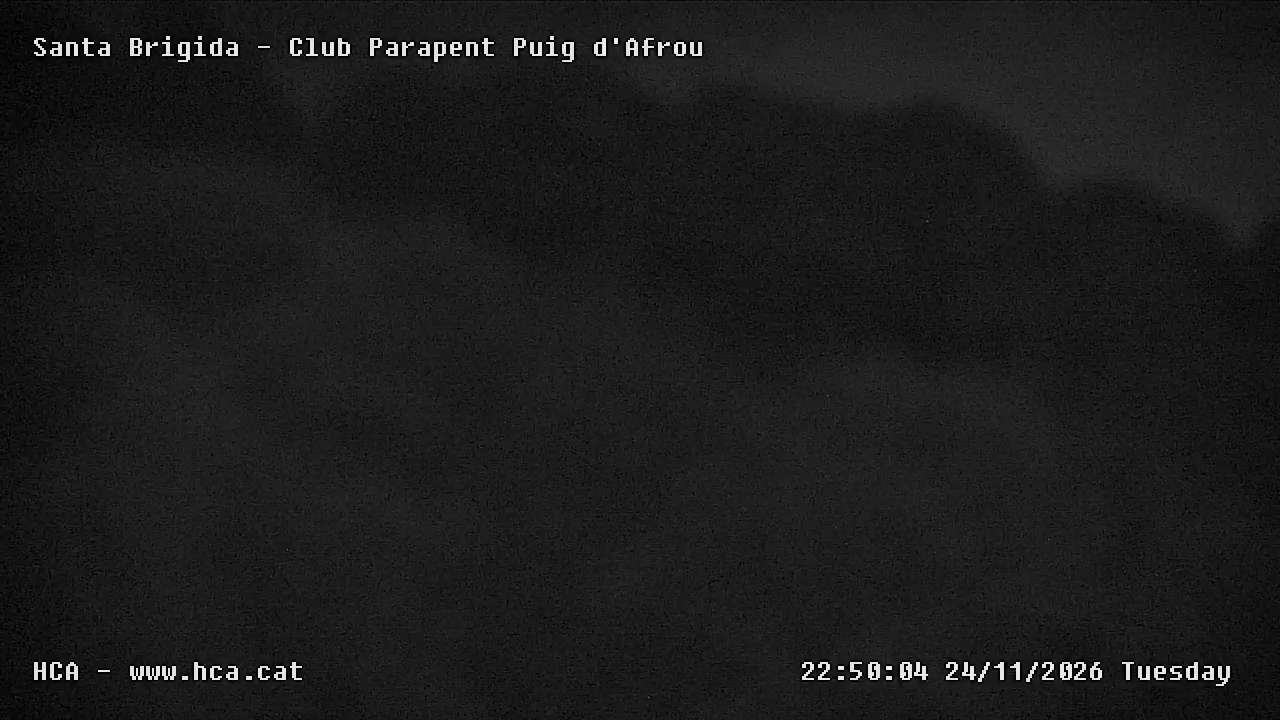 Santa Brigida - Club Parapent Puig d'Afrou
HCA - www.hca.cat
22:50:04 24/11/2026 Tuesday